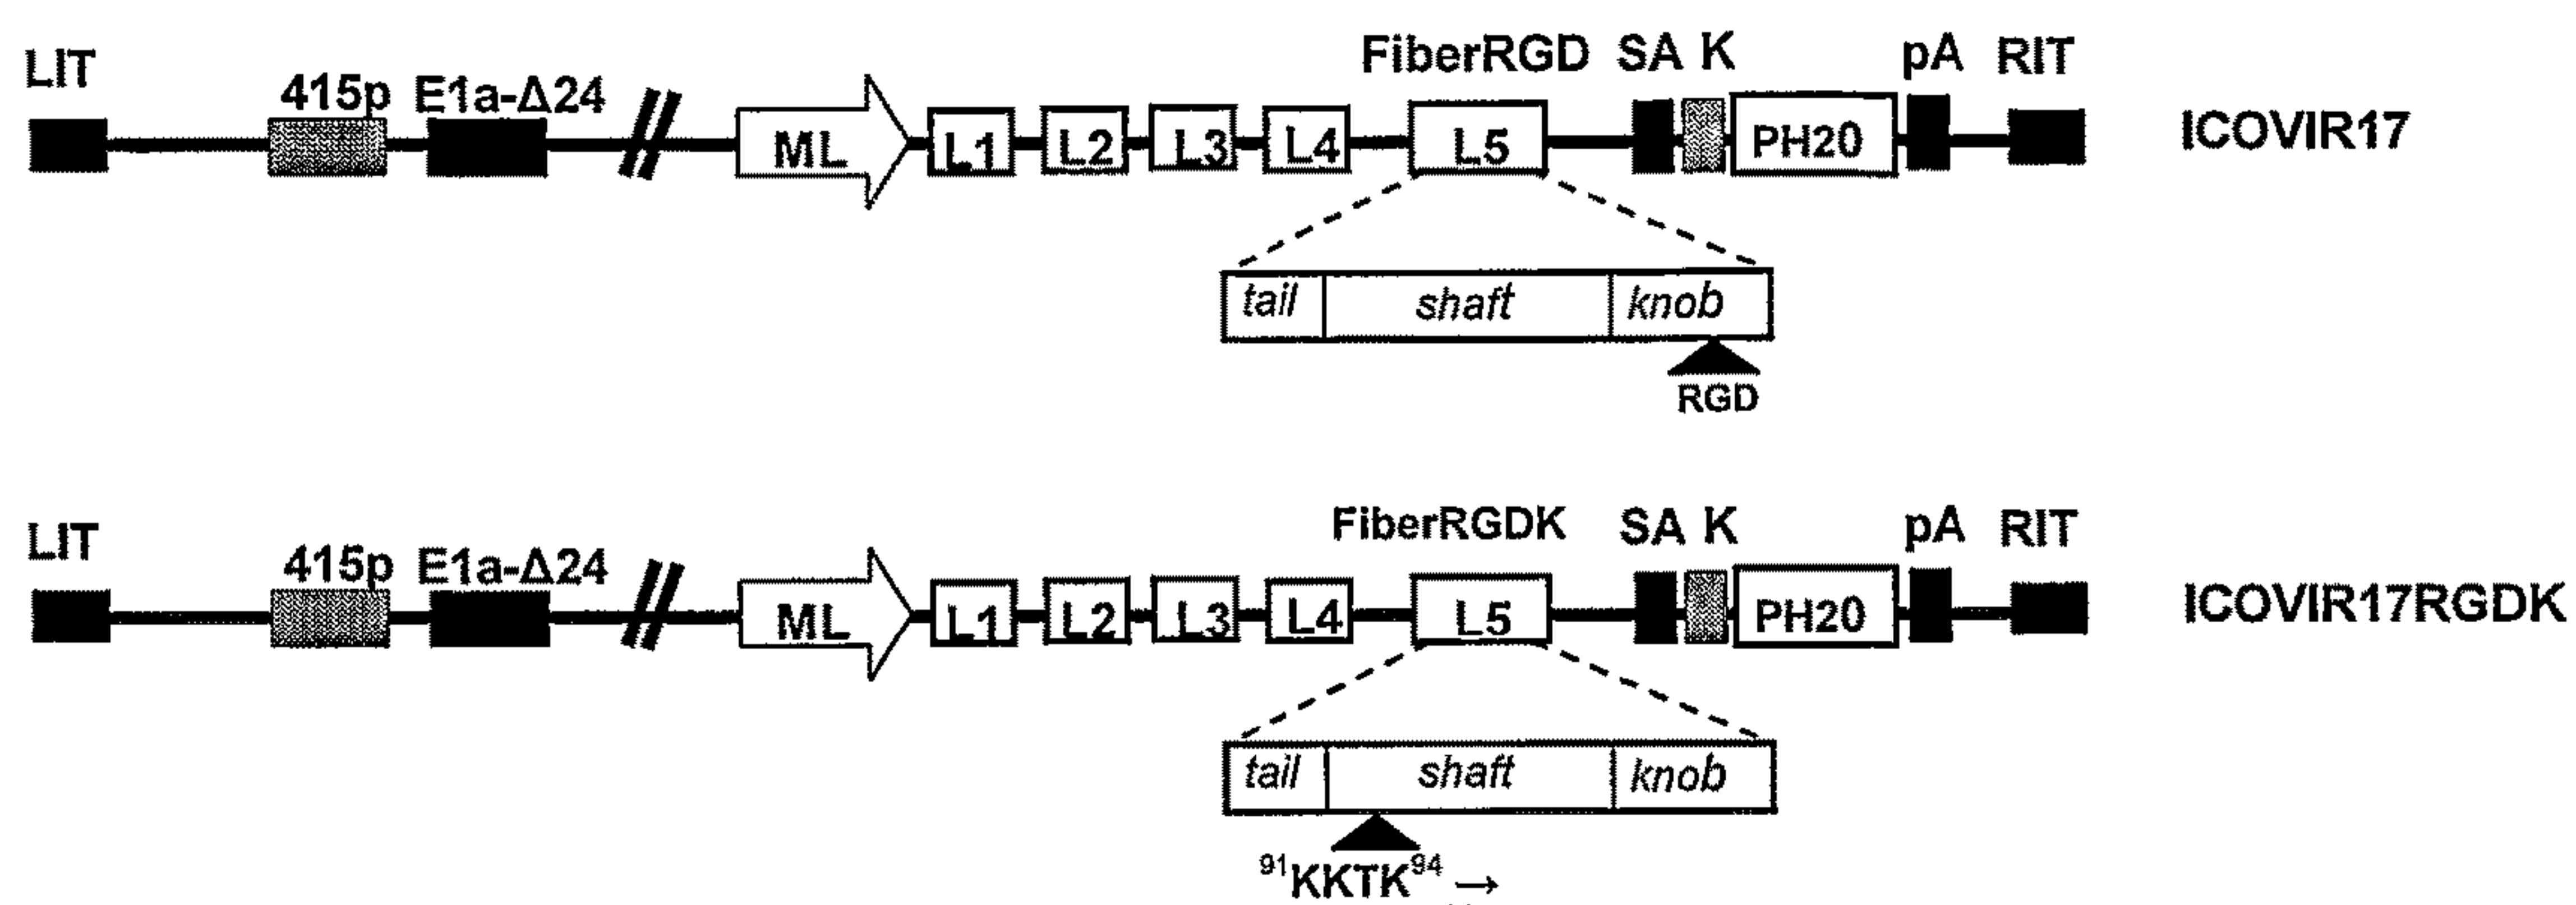 LIT 415p E1a-Δ24 ML L1 L2 L3 L4 FiberRGD L5 SA K PH20 pA RIT ICOVIR17
tail shaft knob
RGD
LIT 415p E1a-Δ24 ML L1 L2 L3 L4 FiberRGDK L5 SA K PH20 pA RIT ICOVIR17RGDK
tail shaft knob
⁹¹KKTK⁹⁴ →